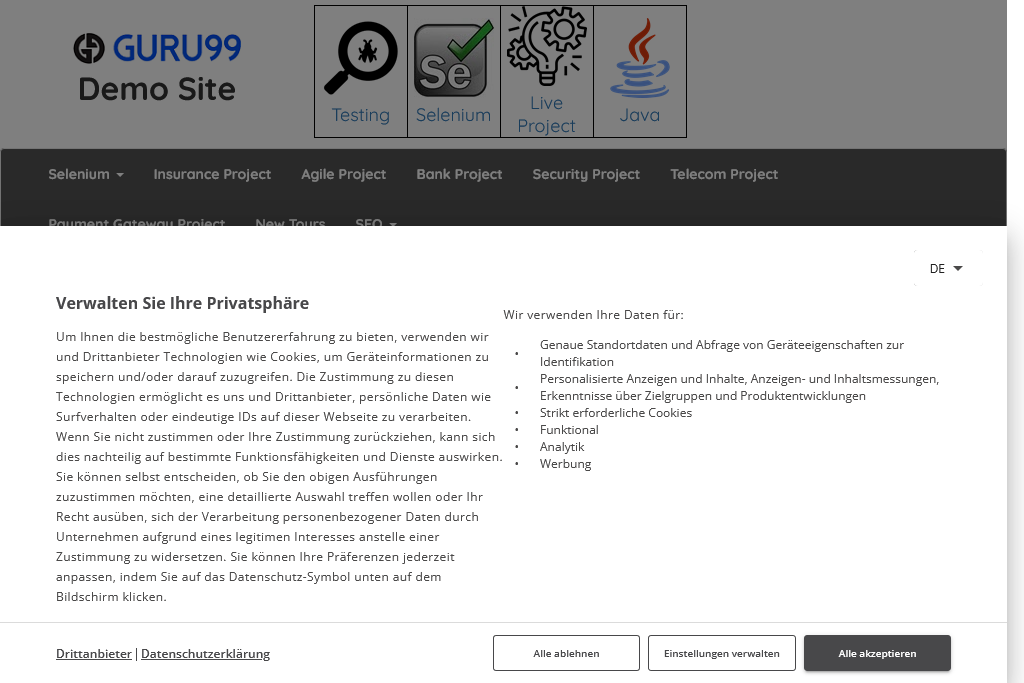 GURU99
Demo Site
Testing
Selenium
Se
Live
Project
Java
Selenium
Insurance Project
Agile Project
Bank Project
Security Project
Telecom Project
Payment Gateway Project
New Tours
SEO
DE
Verwalten Sie Ihre Privatsphäre
Um Ihnen die bestmögliche Benutzererfahrung zu bieten, verwenden wir
und Drittanbieter Technologien wie Cookies, um Geräteinformationen zu
speichern und/oder darauf zuzugreifen. Die Zustimmung zu diesen
Technologien ermöglicht es uns und Drittanbieter, persönliche Daten wie
Surfverhalten oder eindeutige IDs auf dieser Webseite zu verarbeiten.
Wenn Sie nicht zustimmen oder Ihre Zustimmung zurückziehen, kann sich
dies nachteilig auf bestimmte Funktionsfähigkeiten und Dienste auswirken.
Sie können selbst entscheiden, ob Sie den obigen Ausführungen
zuzustimmen möchten, eine detaillierte Auswahl treffen wollen oder Ihr
Recht ausüben, sich der Verarbeitung personenbezogener Daten durch
Unternehmen aufgrund eines legitimen Interesses anstelle einer
Zustimmung zu widersetzen. Sie können Ihre Präferenzen jederzeit
anpassen, indem Sie auf das Datenschutz-Symbol unten auf dem
Bildschirm klicken.
Wir verwenden Ihre Daten für:
• Genaue Standortdaten und Abfrage von Geräteeigenschaften zur
Identifikation
• Personalisierte Anzeigen und Inhalte, Anzeigen- und Inhaltsmessungen,
Erkenntnisse über Zielgruppen und Produktentwicklungen
• Strikt erforderliche Cookies
• Funktional
• Analytik
• Werbung
Drittanbieter | Datenschutzerklärung
Alle ablehnen
Einstellungen verwalten
Alle akzeptieren